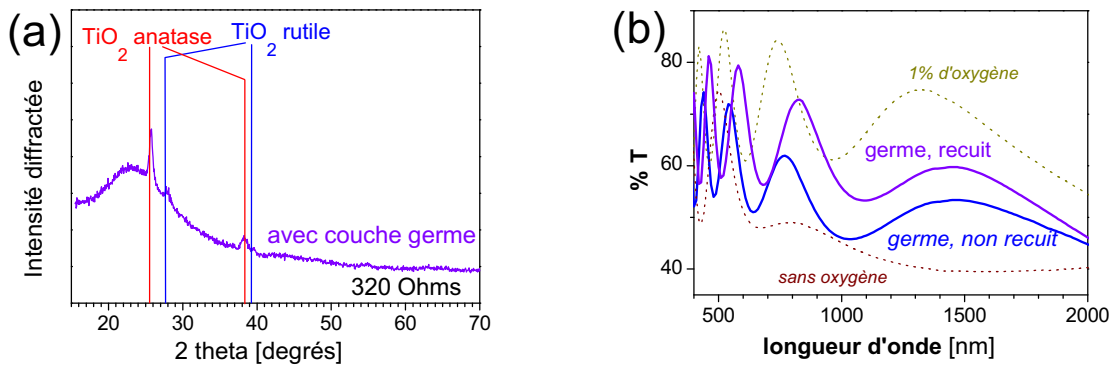 (a)
TiO2 rutile
TiO2 anatase
Intensité diffractée
avec couche germe
320 Ohms
20 30 40 50 60 70
2 theta [degrés]
(b)
80
60
40
% T
1% d'oxygène
germe, recuit
germe, non recuit
sans oxygène
500 1000 1500 2000
longueur d'onde [nm]